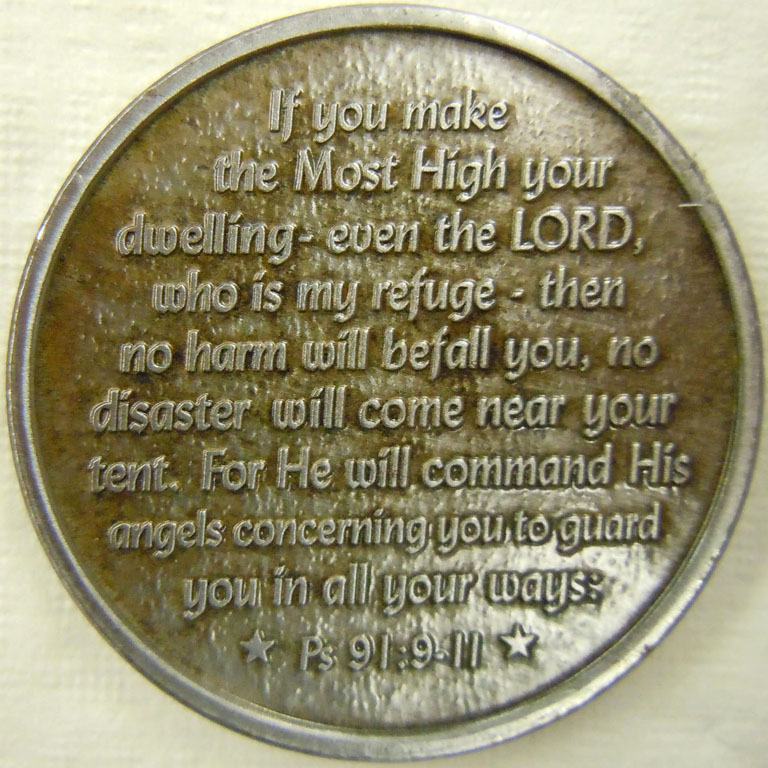 If you make
the Most High your
dwelling- even the LORD,
who is my refuge - then
no harm will befall you, no
disaster will come near your
tent. For He will command His
angels concerning you to guard
you in all your ways:
★ Ps 91:9-11 ★